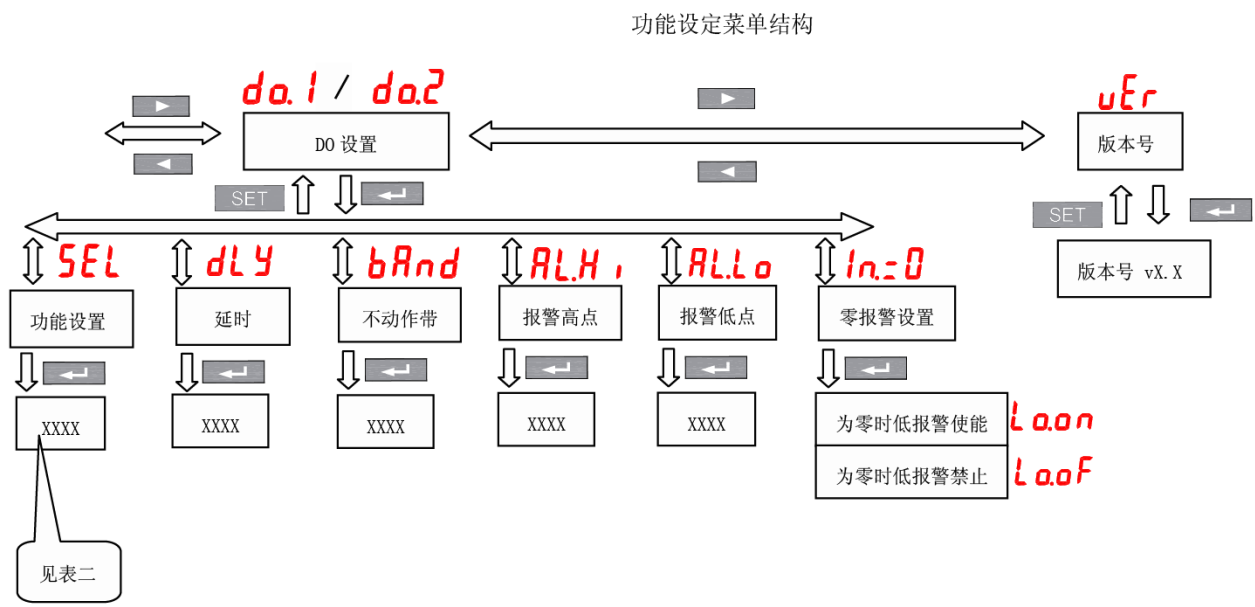 功能设定菜单结构
do.1 / do.2
uEr
DO 设置
版本号
SET
SET
SEL
dLY
bAnd
AL.Hi
AL.Lo
In.=0
版本号 vX.X
功能设置
延时
不动作带
报警高点
报警低点
零报警设置
XXXX
XXXX
XXXX
XXXX
XXXX
为零时低报警使能
Lo.on
为零时低报警禁止
Lo.oF
见表二